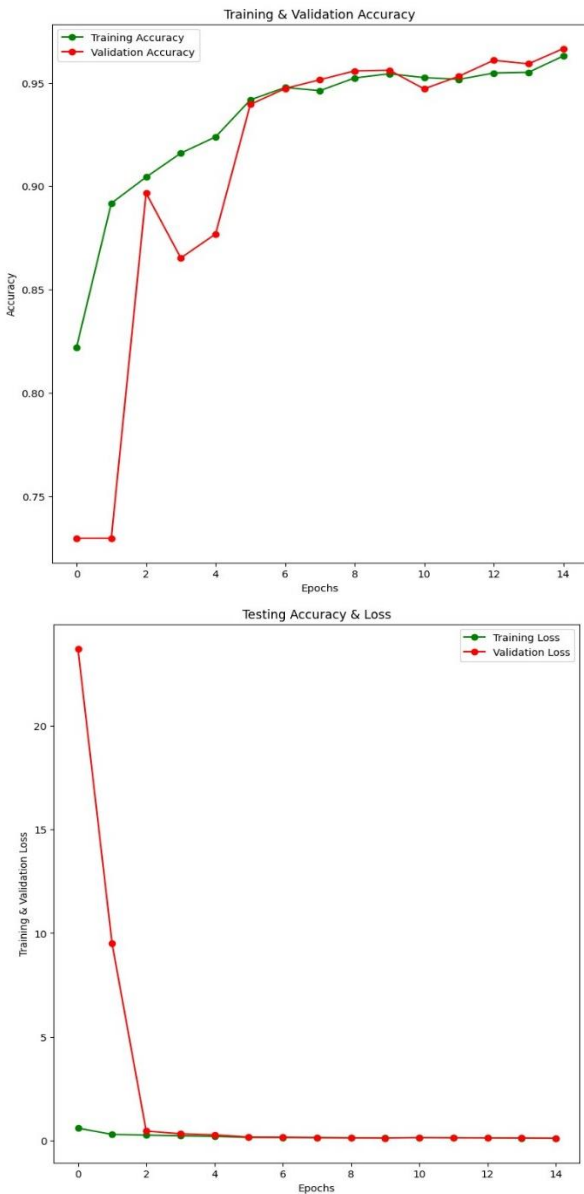 Training & Validation Accuracy
Training Accuracy
Validation Accuracy
Accuracy
0.95
0.90
0.85
0.80
0.75
0 2 4 6 8 10 12 14
Epochs
Testing Accuracy & Loss
Training Loss
Validation Loss
Training & Validation Loss
20
15
10
5
0
0 2 4 6 8 10 12 14
Epochs